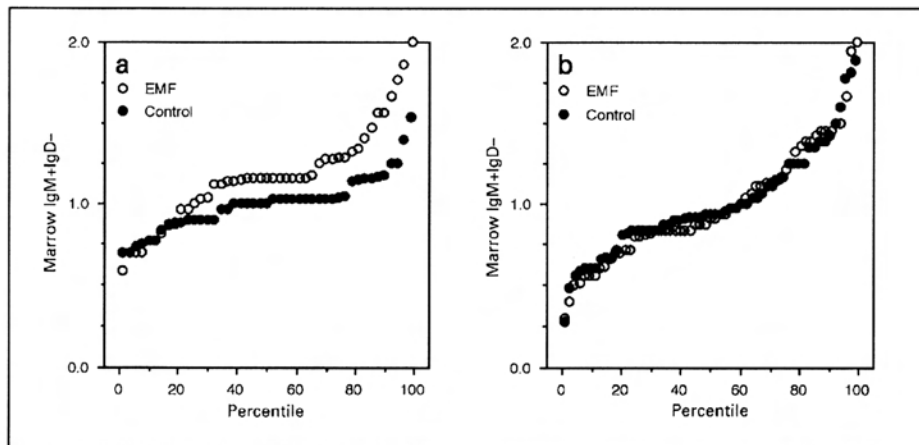 a
EMF
Control
2.0
1.0
0.0
Marrow IgM+IgD−
0
20
40
60
80
100
Percentile
b
EMF
Control
2.0
1.0
0.0
Marrow IgM+IgD−
0
20
40
60
80
100
Percentile